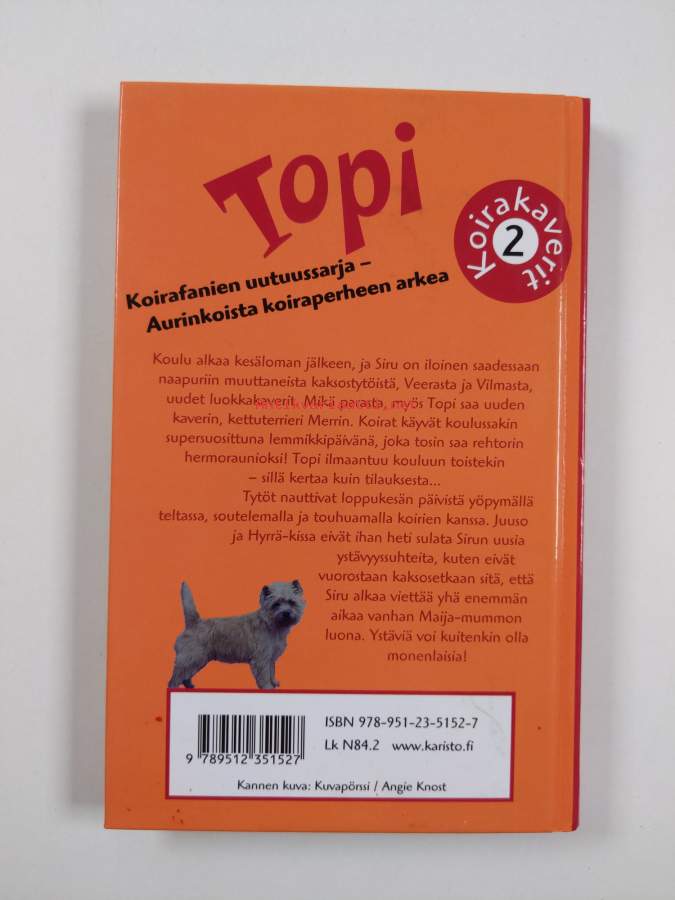 Topi
Koirakaverit
2
Koirafanien uutuussarja –
Aurinkoista koiraperheen arkea
Koulu alkaa kesäloman jälkeen, ja Siru on iloinen saadessaan
naapuriin muuttaneista kaksostytöistä, Veerasta ja Vilmasta,
uudet luokkakaverit. Mikä parasta, myös Topi saa uuden
kaverin, kettuterrieri Merrin. Koirat käyvät koulussakin
supersuosittuna lemmikkipäivänä, joka tosin saa rehtorin
hermoraunioksi! Topi ilmaantuu kouluun toistekin
– sillä kertaa kuin tilauksesta...
Tytöt nauttivat loppukesän päivistä yöpymällä
teltassa, soutelemalla ja touhuamalla koirien kanssa. Juuso
ja Hyrrä-kissa eivät ihan heti sulata Sirun uusia
ystävyyssuhteita, kuten eivät
vuorostaan kaksosetkaan sitä, että
Siru alkaa viettää yhä enemmän
aikaa vanhan Maija-mummon
luona. Ystäviä voi kuitenkin olla
monenlaisia!
ISBN 978-951-23-5152-7
Lk N84.2 www.karisto.fi
9 789512 351527
Kannen kuva: Kuvapörssi / Angie Knost